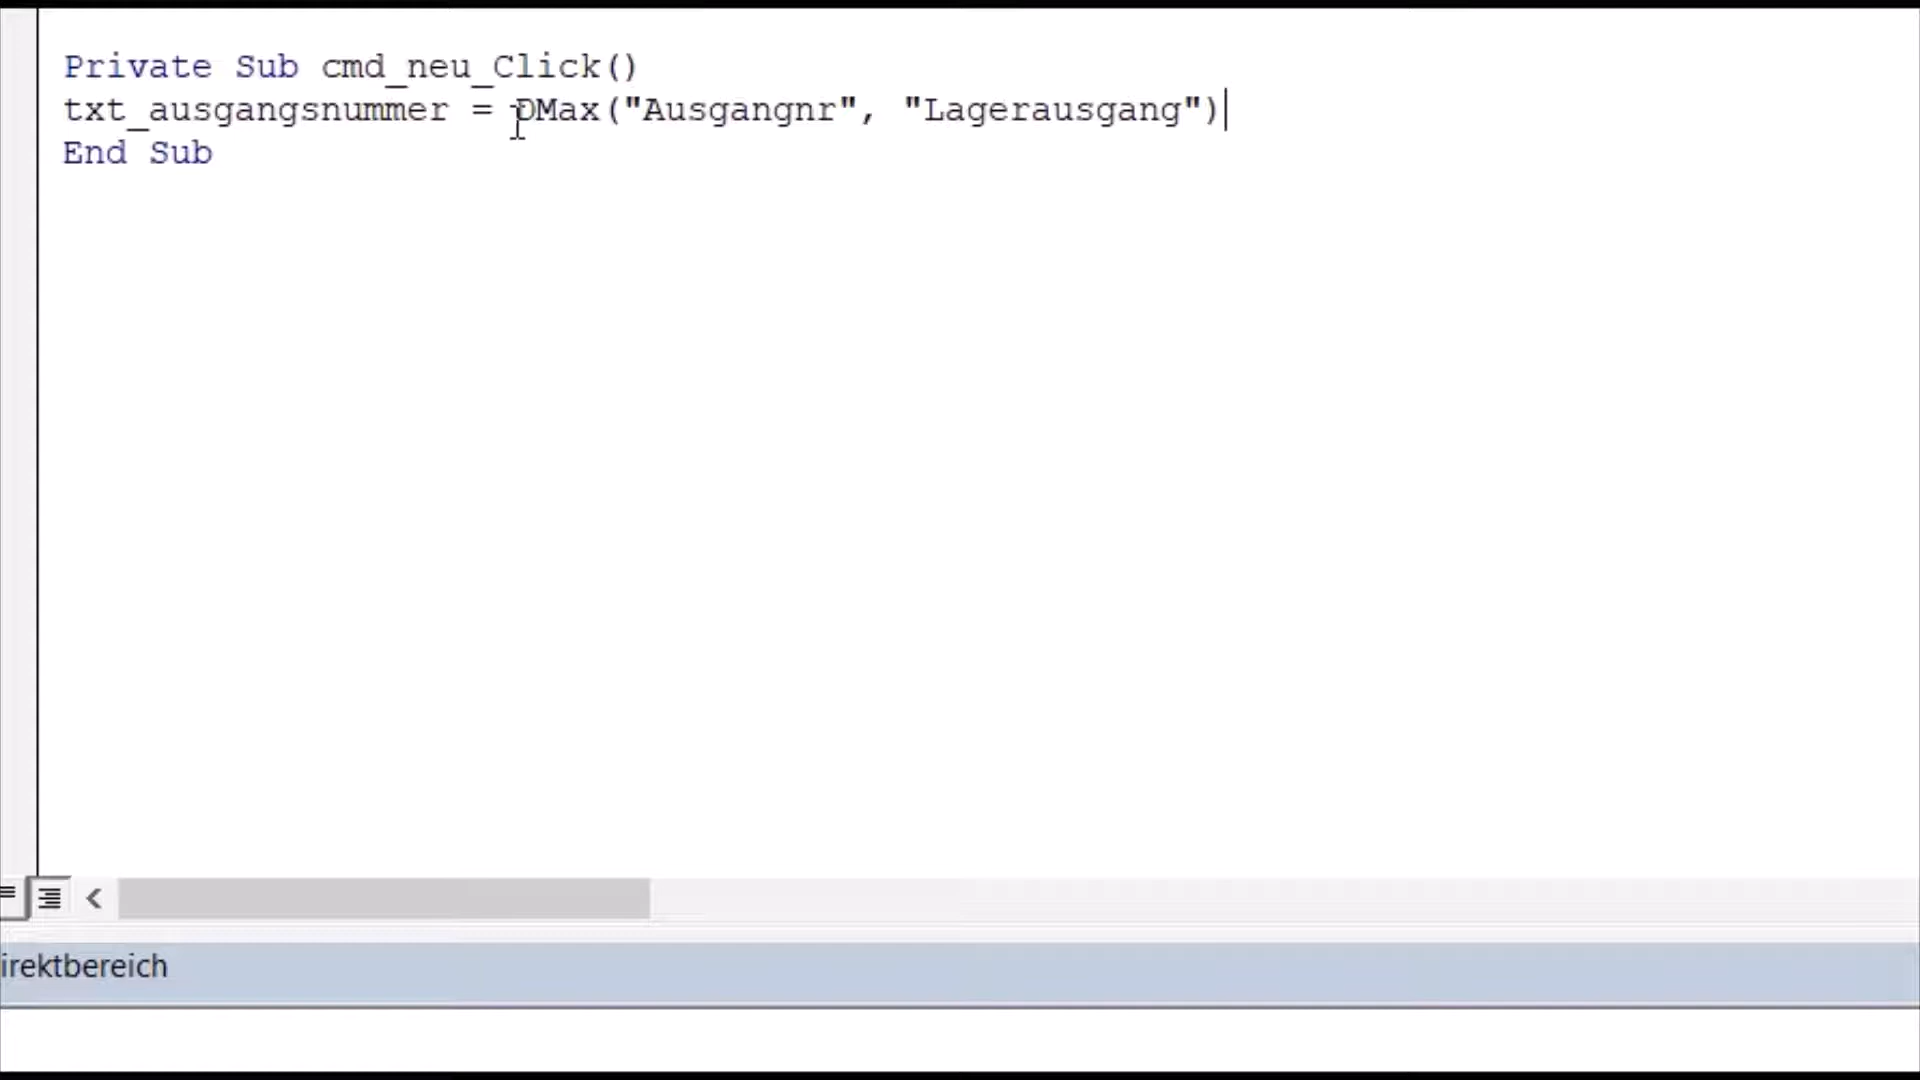 Private Sub cmd_neu_Click()
txt_ausgangsnummer = DMax("Ausgangnr", "Lagerausgang")
End Sub
irektbereich